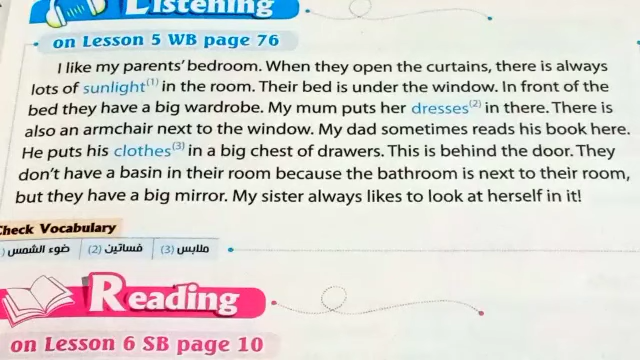 Listening
on Lesson 5 WB page 76
I like my parents' bedroom. When they open the curtains, there is always
lots of sunlight(1) in the room. Their bed is under the window. In front of the
bed they have a big wardrobe. My mum puts her dresses(2) in there. There is
also an armchair next to the window. My dad sometimes reads his book here.
He puts his clothes(3) in a big chest of drawers. This is behind the door. They
don't have a basin in their room because the bathroom is next to their room,
but they have a big mirror. My sister always likes to look at herself in it!
Check Vocabulary
ضوء الشمس (2) فساتين (3) ملابس
Reading
on Lesson 6 SB page 10